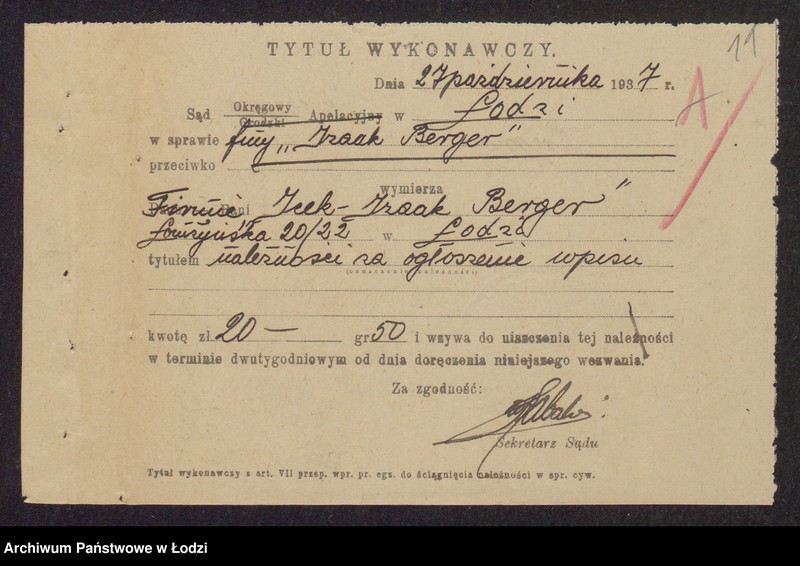 11
TYTUŁ WYKONAWCZY.
Dnia 27 października 1937 r.
Sąd Okręgowy Grodzki Apelacyjny w Łodzi
w sprawie fmy „Izaak Berger"
przeciwko
wymierza
Firmie Icek-Izaak Berger"
20/22 w Łodzi
tytułem należności za ogłoszenie wpisu
(oznaczenie należności)
kwotę zł. 20 — gr. 50 i wzywa do uiszczenia tej należności
w terminie dwutygodniowym od dnia doręczenia niniejszego wezwania.
Za zgodność:
Sekretarz Sądu
Tytuł wykonawczy z art. VII przep. wpr. pr. egz. do ściągnięcia należności w spr. cyw.
Archiwum Państwowe w Łodzi